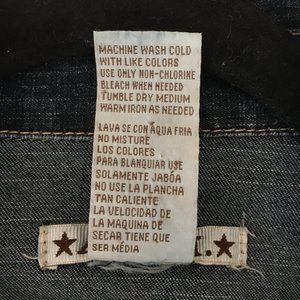 MACHINE WASH COLD
WITH LIKE COLORS
USE ONLY NON-CHLORINE
BLEACH WHEN NEEDED
TUMBLE DRY MEDIUM
WARM IRON AS NEEDED
LAVA SE CON AQUA FRIA
NO MISTURE
LOS COLORES
PARA BLANQUIAR USE
SOLAMENTE JABÓA
NO USE LA PLANCHA
TAN CALIENTE
LA VELOCIDAD DE
LA MAQUINA DE
SECAR TIENE QUE
SER MÉDIA